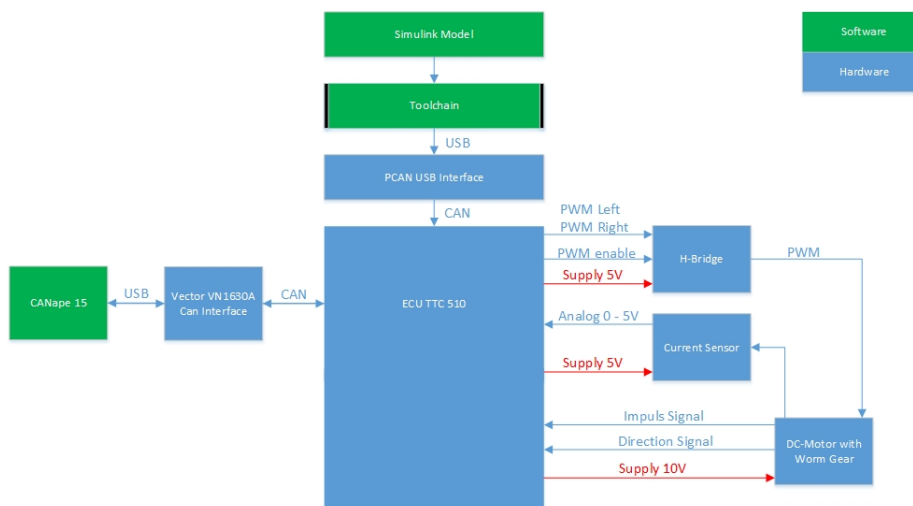 Simulink Model
Software
Hardware
Toolchain
USB
PCAN USB Interface
CAN
PWM Left
PWM Right
PWM enable
H-Bridge
PWM
Supply 5V
CANape 15
USB
Vector VN1630A
Can Interface
CAN
ECU TTC 510
Analog 0 - 5V
Current Sensor
Supply 5V
Impuls Signal
Direction Signal
DC-Motor with
Worm Gear
Supply 10V